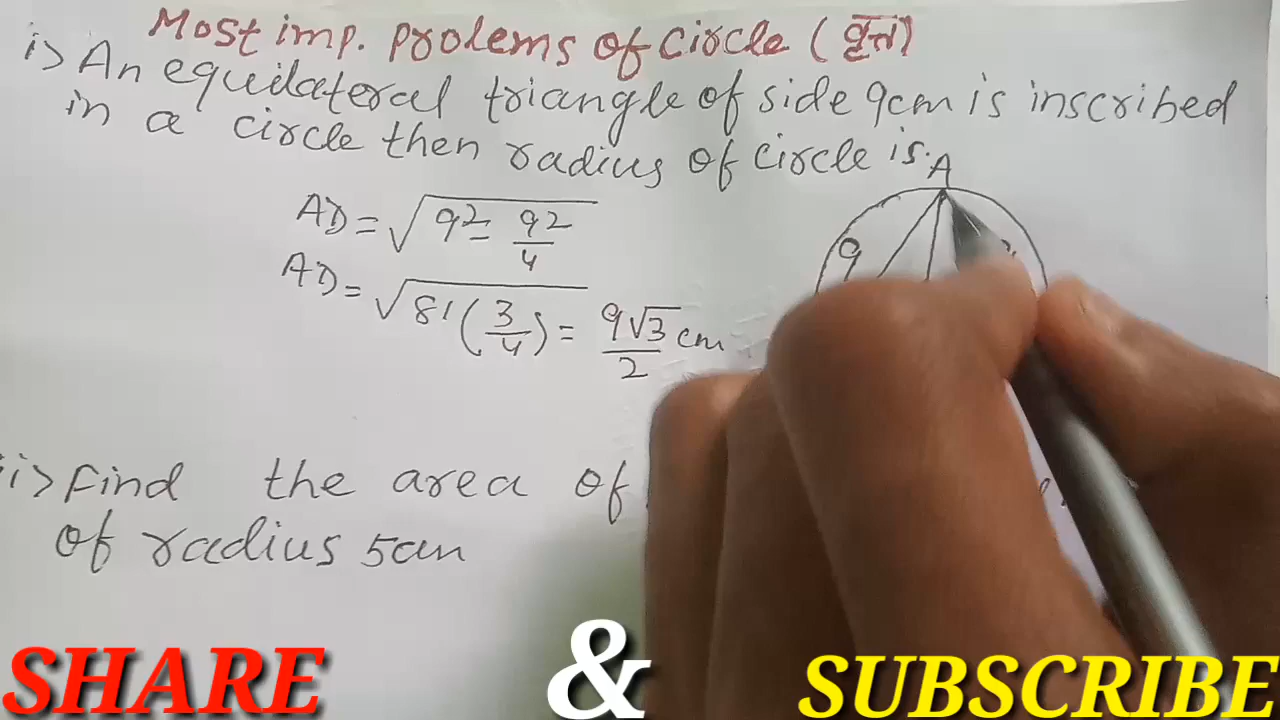 Most imp. prolems of circle (वृत्त)
i> An equilateral triangle of side 9cm is inscribed
in a circle then radius of circle is.
A
AD = √9² - 9²/4
9
AD = √81(3/4) = 9√3/2 cm
ii> Find the area of
of radius 5cm
SHARE & SUBSCRIBE